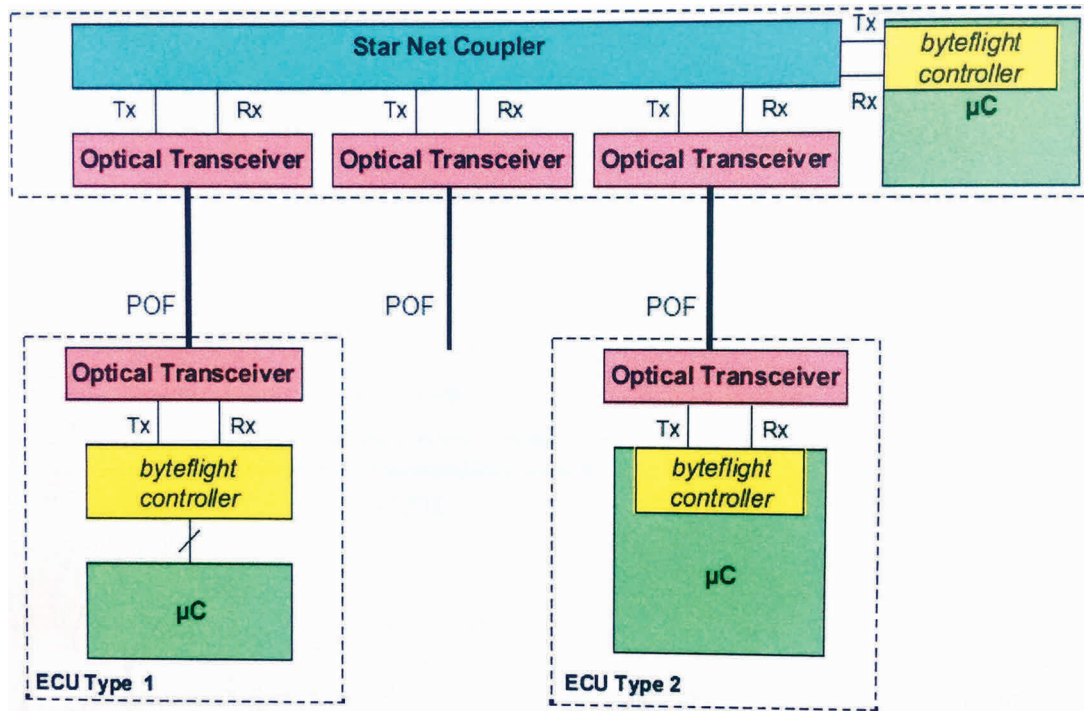 Star Net Coupler
Tx
Rx
byteflight
controller
µC
Tx
Rx
Tx
Rx
Tx
Rx
Optical Transceiver
Optical Transceiver
Optical Transceiver
POF
POF
POF
Optical Transceiver
Tx
Rx
byteflight
controller
µC
ECU Type 1
Optical Transceiver
Tx
Rx
byteflight
controller
µC
ECU Type 2